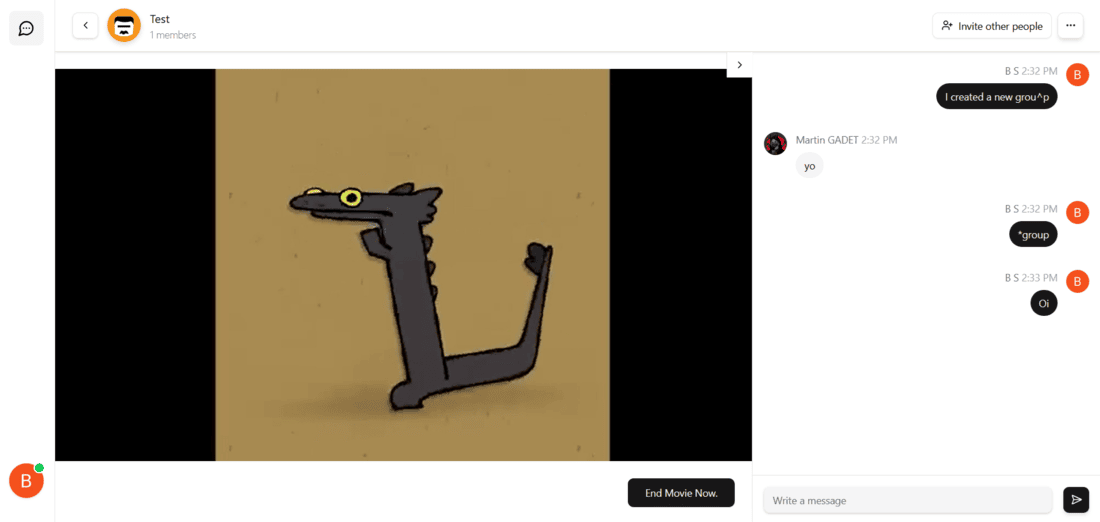 Test
1 members
Invite other people
B S 2:32 PM
B
I created a new grou^p
Martin GADET 2:32 PM
yo
B S 2:32 PM
B
*group
B S 2:33 PM
B
Oi
B
End Movie Now.
Write a message